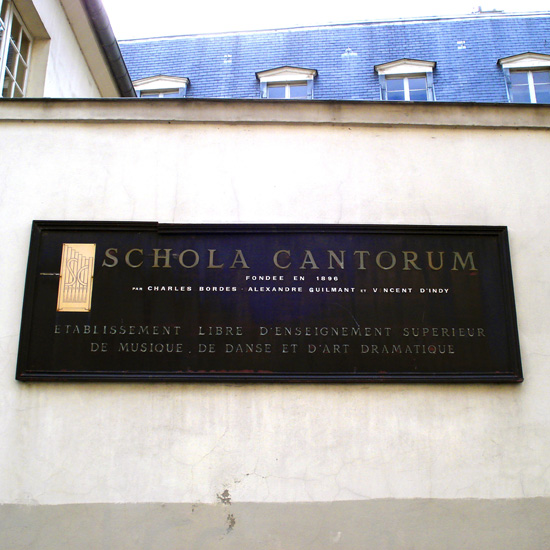 SCHOLA CANTORUM
FONDÉE EN 1896
PAR CHARLES BORDES - ALEXANDRE GUILMANT ET VINCENT D'INDY
ETABLISSEMENT LIBRE D'ENSEIGNEMENT SUPERIEUR
DE MUSIQUE, DE DANSE ET D'ART DRAMATIQUE